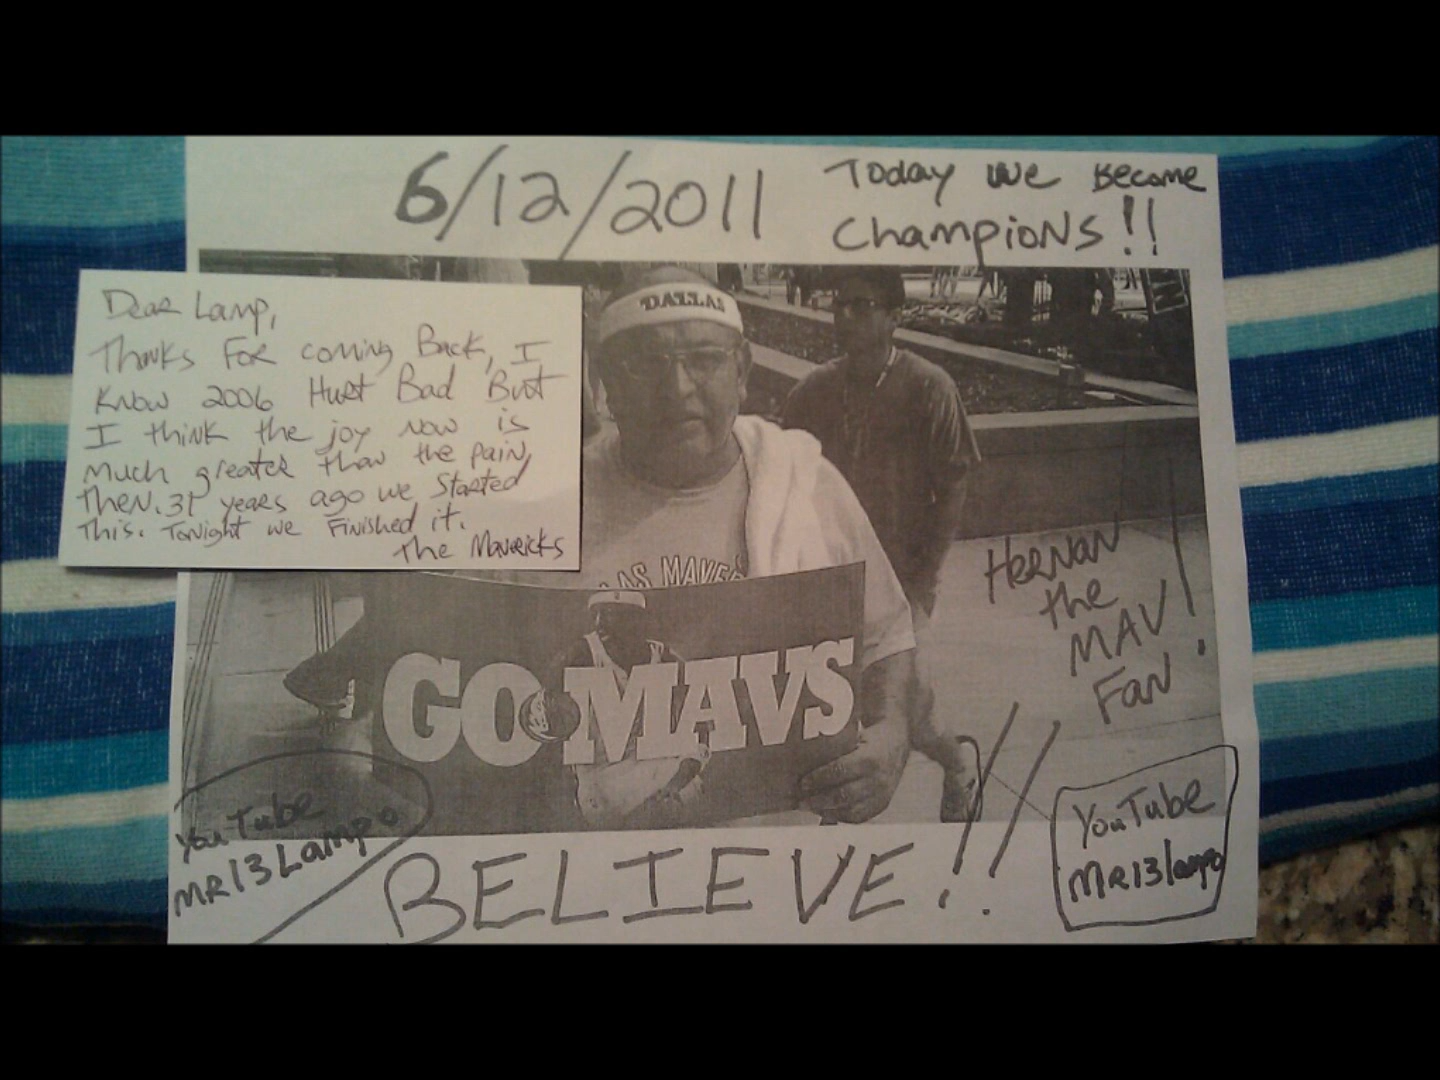 6/12/2011
Today we become
champions!!
Dear Lamp,
Thanks For coming Back, I
know 2006 Hurt Bad But
I think the joy now is
much greater than the pain,
then. 31 years ago we started
this. Tonight we Finished it.
The Mavericks
DALLAS
LAS MAVER
GO MAVS
HERNAN
the
MAV
FAN!
YouTube
MR13Lampo
BELIEVE!!
YouTube
MR13lampo